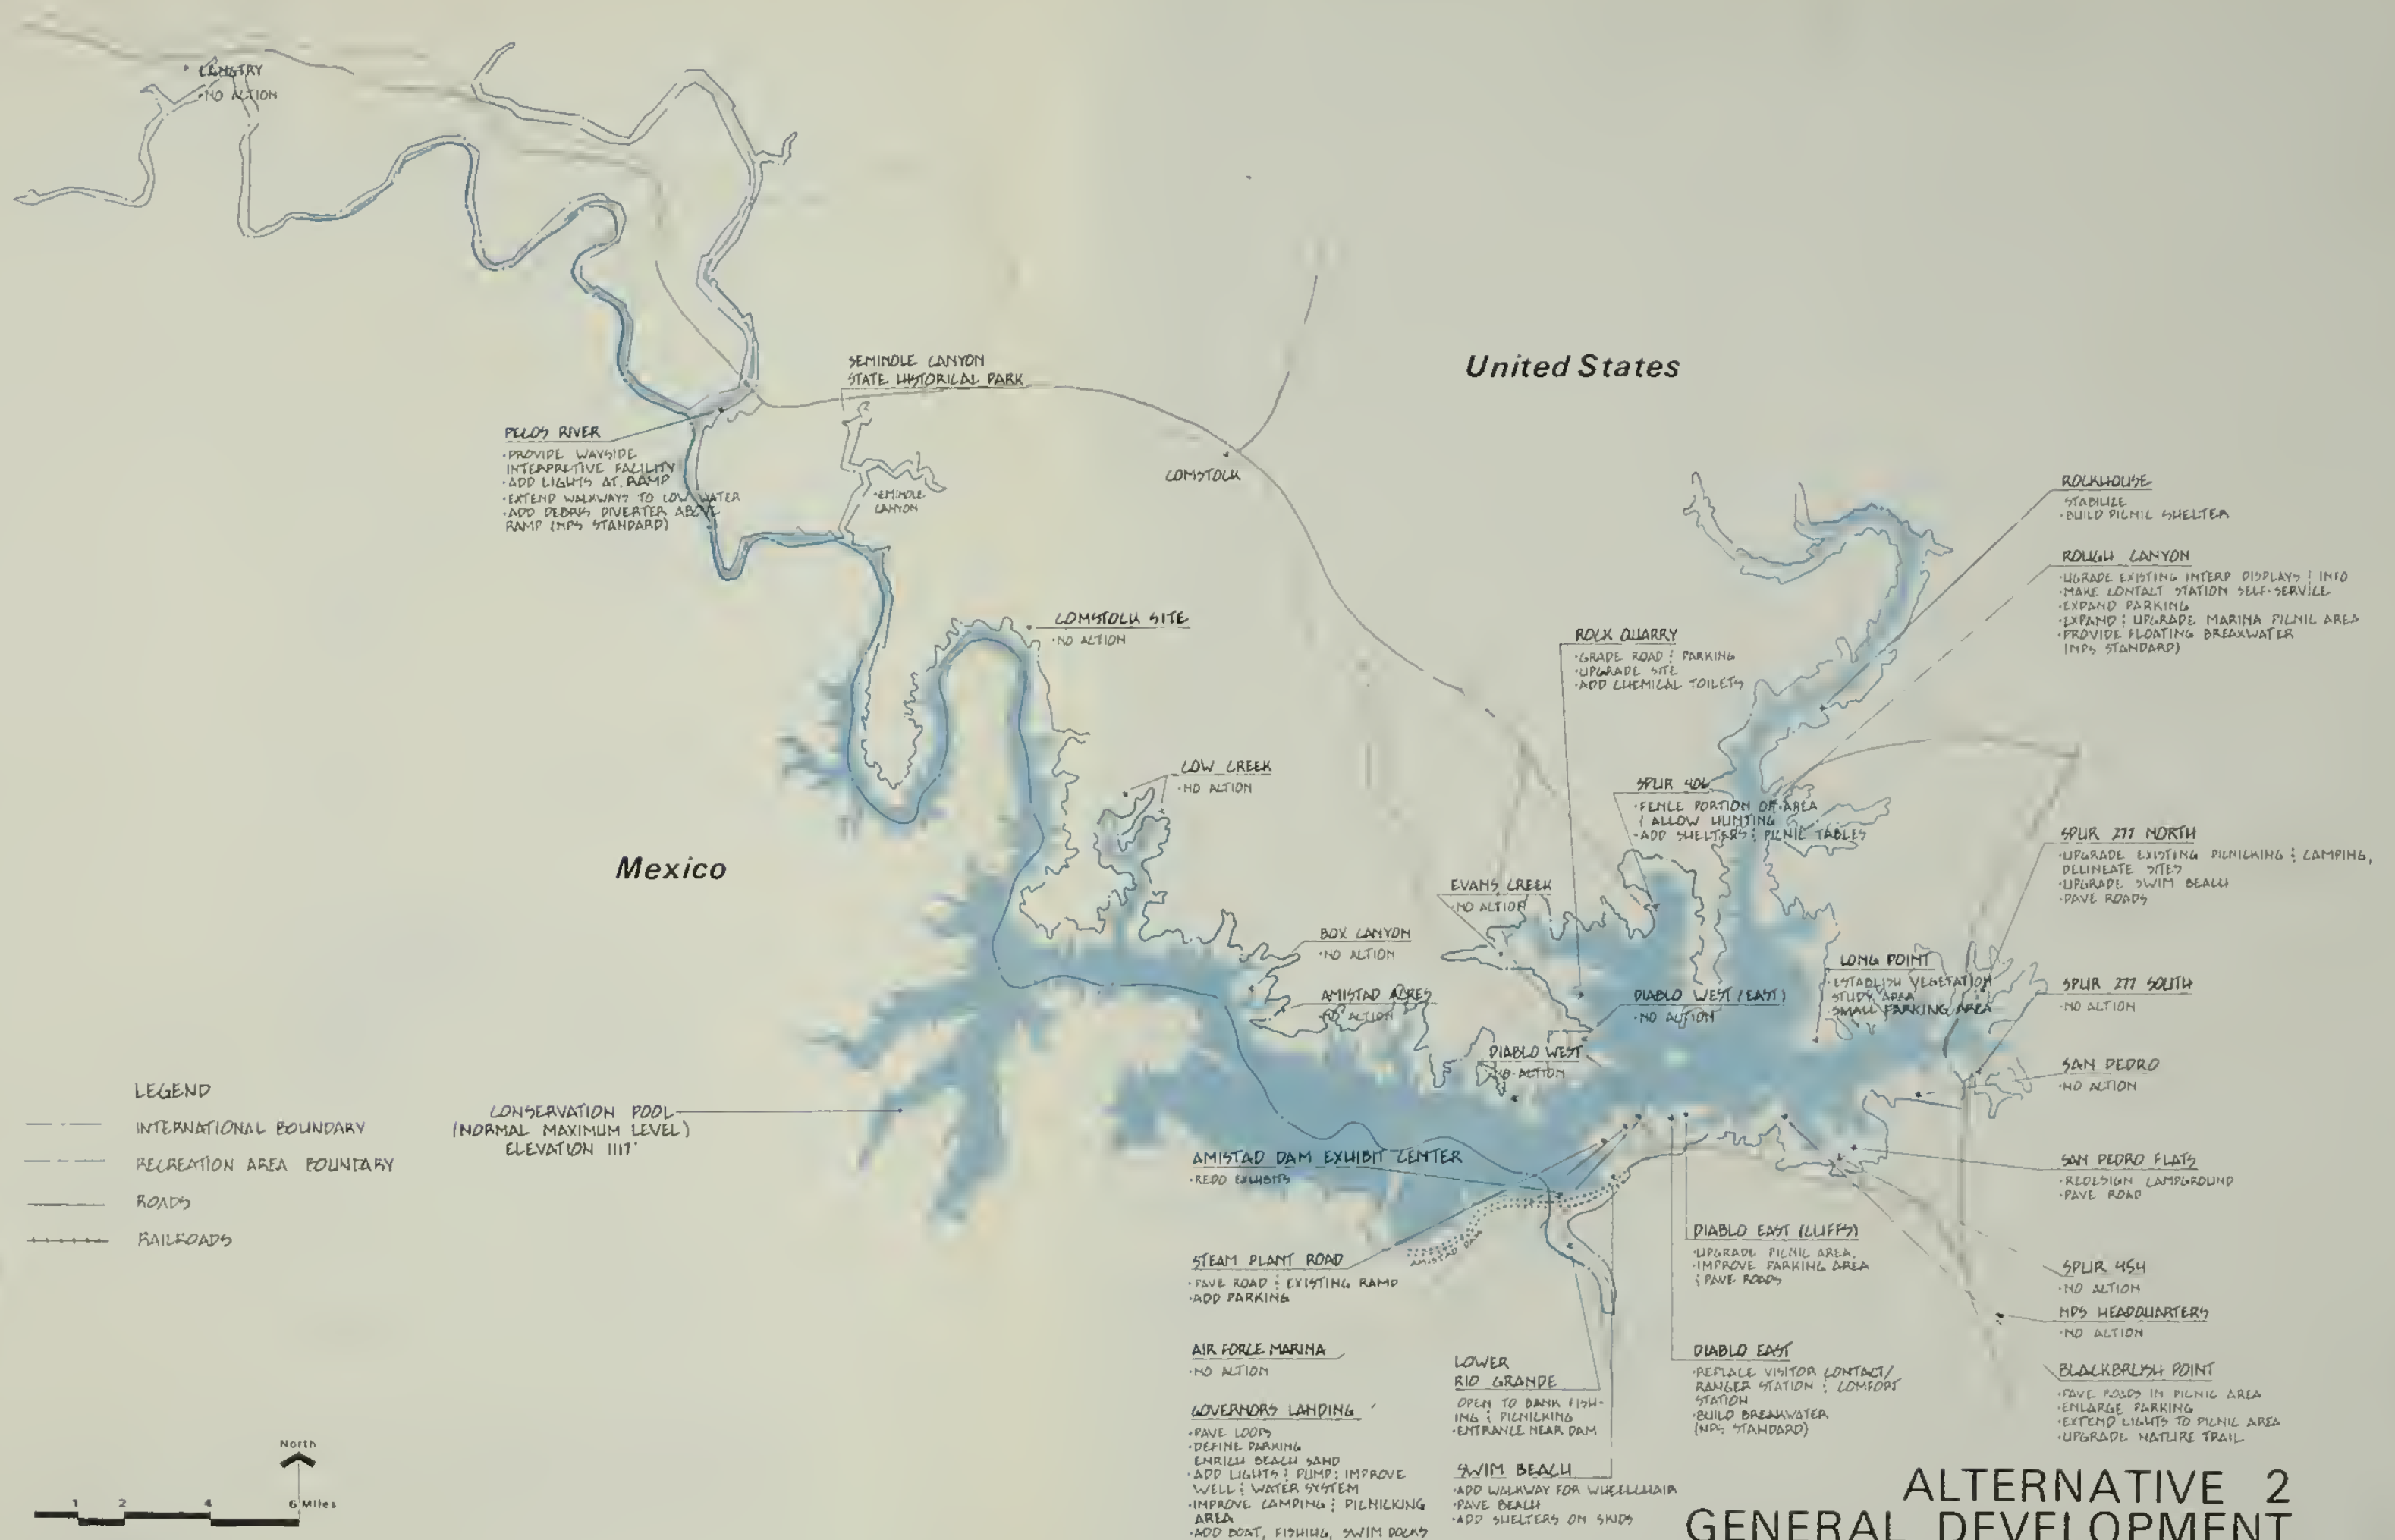 LANGTRY
·NO ACTION
SEMINOLE CANYON
STATE HISTORICAL PARK
United States
PECOS RIVER
·PROVIDE WAYSIDE
INTERPRETIVE FACILITY
·ADD LIGHTS AT RAMP
·EXTEND WALKWAYS TO LOW WATER
·ADD DEBRIS DIVERTER ABOVE
RAMP (NPS STANDARD)
SEMINOLE
CANYON
COMSTOCK
ROCKHOUSE
STABILIZE
·BUILD PICNIC SHELTER
ROUGH CANYON
·UGRADE EXISTING INTERP DISPLAYS & INFO
·MAKE CONTACT STATION SELF-SERVICE
·EXPAND PARKING
·EXPAND & UPGRADE MARINA PICNIC AREA
·PROVIDE FLOATING BREAKWATER
(NPS STANDARD)
COMSTOCK SITE
·NO ACTION
ROCK QUARRY
·GRADE ROAD & PARKING
·UPGRADE SITE
·ADD CHEMICAL TOILETS
COW CREEK
·NO ACTION
SPUR 406
·FENCE PORTION OF AREA
& ALLOW HUNTING
·ADD SHELTERS & PICNIC TABLES
SPUR 277 NORTH
·UPGRADE EXISTING PICNICKING & CAMPING,
DELINEATE SITES
·UPGRADE SWIM BEACH
·PAVE ROADS
Mexico
EVANS CREEK
·NO ACTION
BOX CANYON
·NO ACTION
LONG POINT
·ESTABLISH VEGETATION
STUDY AREA
SMALL PARKING AREA
AMISTAD ACRES
NO ACTION
DIABLO WEST (EAST)
·NO ACTION
SPUR 277 SOUTH
·NO ACTION
DIABLO WEST
·NO ACTION
SAN PEDRO
·NO ACTION
LEGEND
INTERNATIONAL BOUNDARY
RECREATION AREA BOUNDARY
ROADS
RAILROADS
CONSERVATION POOL
(NORMAL MAXIMUM LEVEL)
ELEVATION 1117'
AMISTAD DAM EXHIBIT CENTER
·REDO EXHIBITS
SAN PEDRO FLATS
·REDESIGN CAMPGROUND
·PAVE ROAD
AMISTAD DAM
DIABLO EAST (CLIFFS)
·UPGRADE PICNIC AREA.
·IMPROVE PARKING AREA
& PAVE ROADS
STEAM PLANT ROAD
·PAVE ROAD & EXISTING RAMP
·ADD PARKING
SPUR 454
·NO ACTION
NPS HEADQUARTERS
·NO ACTION
AIR FORCE MARINA
·NO ACTION
LOWER
RIO GRANDE
OPEN TO BANK FISH-
ING & PICNICKING
·ENTRANCE NEAR DAM
DIABLO EAST
·REPLACE VISITOR CONTACT/
RANGER STATION & COMFORT
STATION
·BUILD BREAKWATER
(NPS STANDARD)
BLACKBRUSH POINT
·PAVE ROADS IN PICNIC AREA
·ENLARGE PARKING
·EXTEND LIGHTS TO PICNIC AREA
·UPGRADE NATURE TRAIL
GOVERNORS LANDING
·PAVE LOOPS
·DEFINE PARKING
ENRICH BEACH SAND
·ADD LIGHTS & PUMP; IMPROVE
WELL & WATER SYSTEM
·IMPROVE CAMPING & PICNICKING
AREA
·ADD BOAT, FISHING, SWIM DOCKS
SWIM BEACH
·ADD WALKWAY FOR WHEELCHAIR
·PAVE BEACH
·ADD SHELTERS ON SKIDS
North
1 2 4 6 Miles
ALTERNATIVE 2
GENERAL DEVELOPMENT